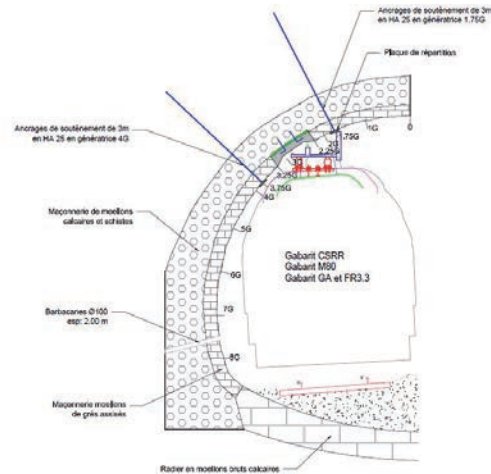 Ancrages de soutènement de 3m
en HA 25 en génératrice 1.75G
Plaque de répartition
Ancrages de soutènement de 3m
en HA 25 en génératrice 4G
0
1G
1.75G
2G
2.25G
3G
3.25G
3.75G
4G
5G
6G
7G
8G
Maçonnerie de moellons
calcaires et schistes
Gabarit CSRR
Gabarit M80
Gabarit GA et FR3.3
Barbacanes Ø100
esp: 2.00 m
Maçonnerie moellons
de grés assisés
Radier en moellons bruts calcaires